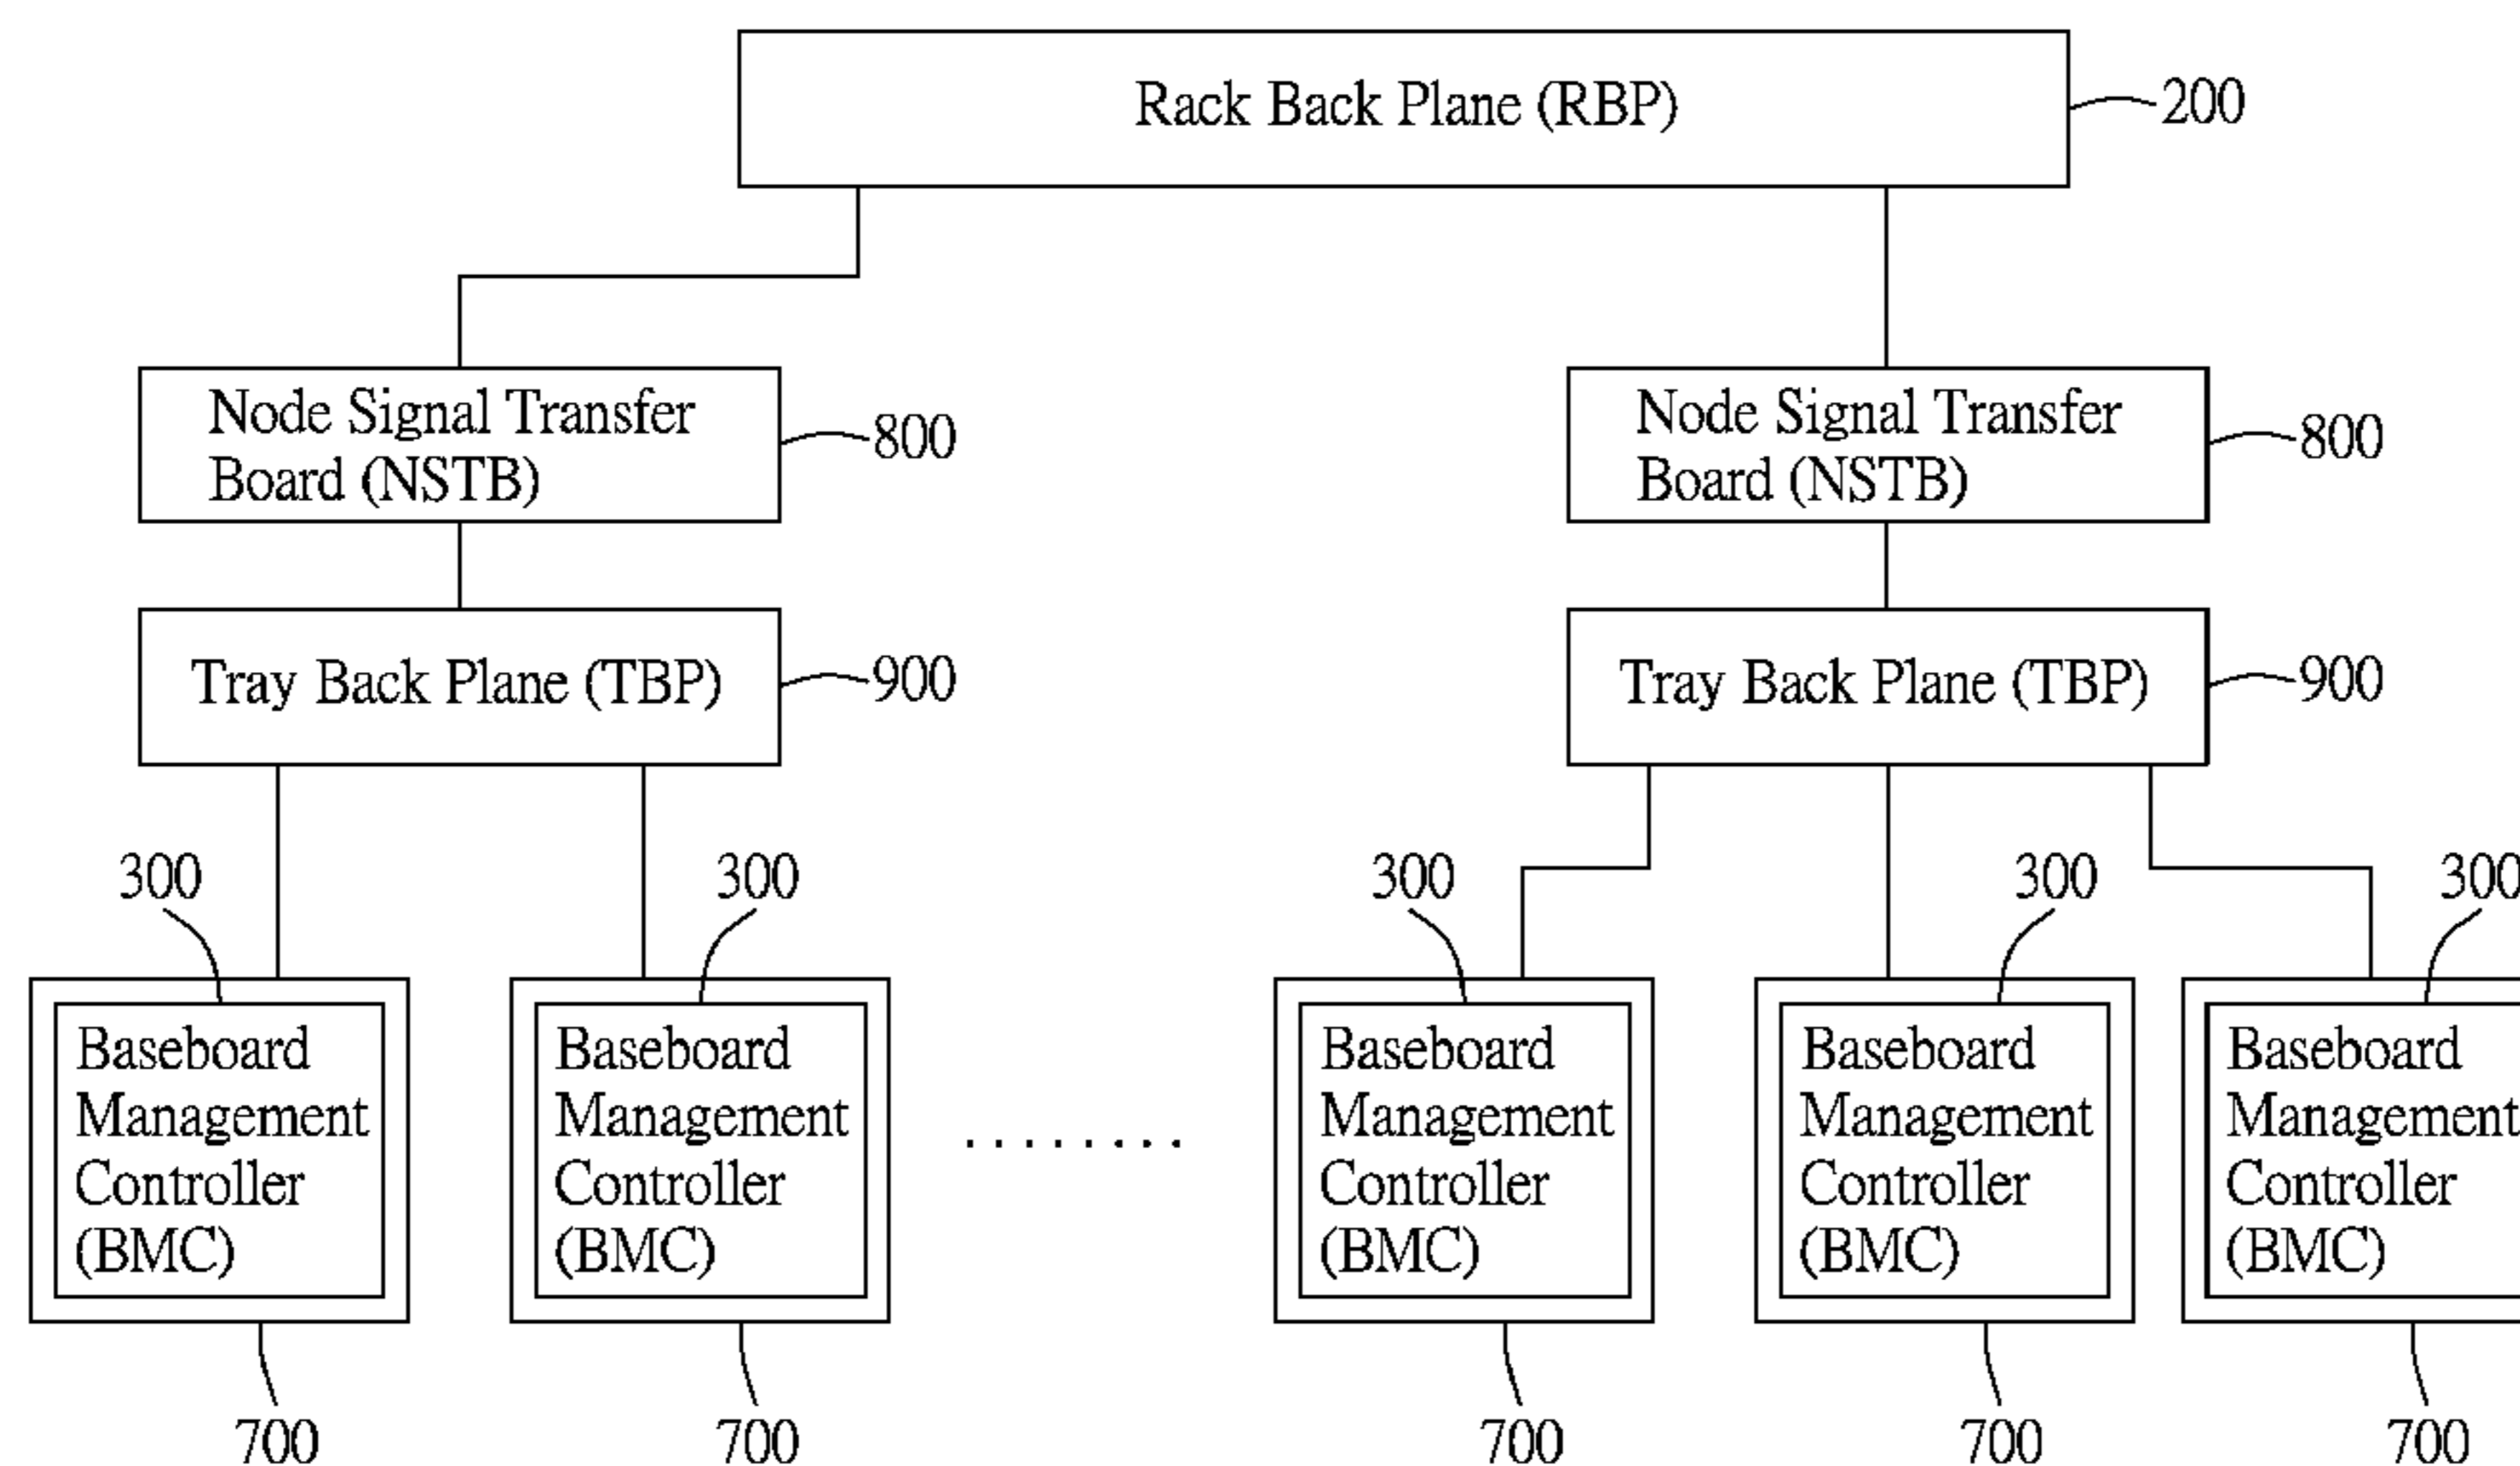 Rack Back Plane (RBP)
200
Node Signal Transfer
Board (NSTB)
800
Node Signal Transfer
Board (NSTB)
800
Tray Back Plane (TBP)
900
Tray Back Plane (TBP)
900
300
300
300
300
300
Baseboard
Management
Controller
(BMC)
Baseboard
Management
Controller
(BMC)
........
Baseboard
Management
Controller
(BMC)
Baseboard
Management
Controller
(BMC)
Baseboard
Management
Controller
(BMC)
700
700
700
700
700